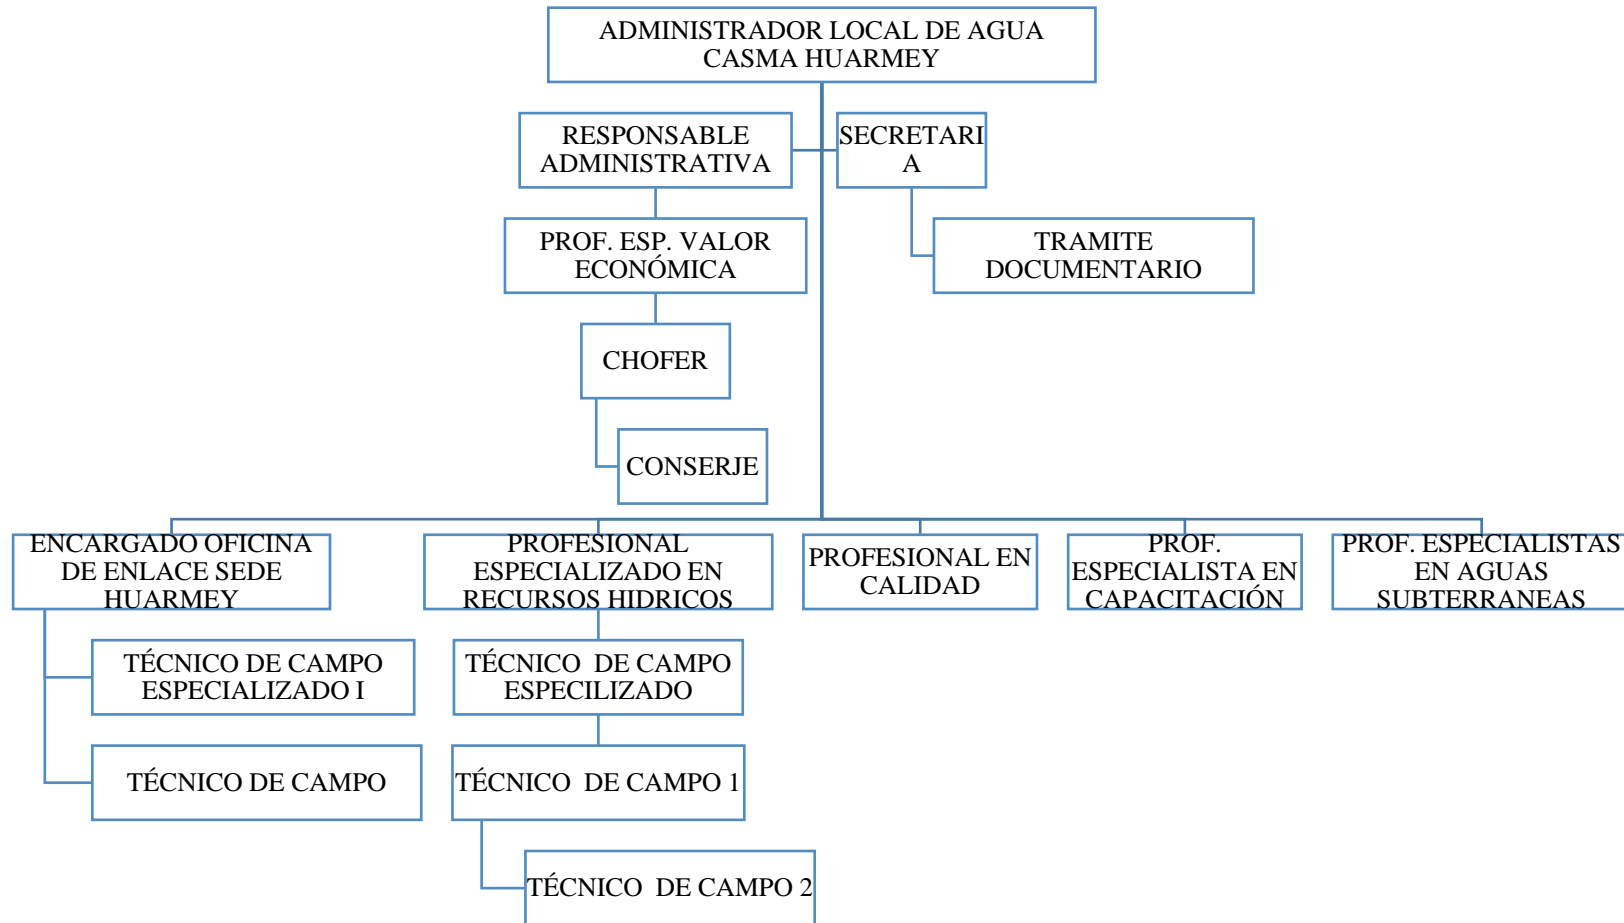 ADMINISTRADOR LOCAL DE AGUA
CASMA HUARMEY
RESPONSABLE
ADMINISTRATIVA
SECRETARI
A
PROF. ESP. VALOR
ECONÓMICA
TRAMITE
DOCUMENTARIO
CHOFER
CONSERJE
ENCARGADO OFICINA
DE ENLACE SEDE
HUARMEY
PROFESIONAL
ESPECIALIZADO EN
RECURSOS HIDRICOS
PROFESIONAL EN
CALIDAD
PROF.
ESPECIALISTA EN
CAPACITACIÓN
PROF. ESPECIALISTAS
EN AGUAS
SUBTERRANEAS
TÉCNICO DE CAMPO
ESPECIALIZADO I
TÉCNICO DE CAMPO
ESPECILIZADO
TÉCNICO DE CAMPO
TÉCNICO DE CAMPO 1
TÉCNICO DE CAMPO 2